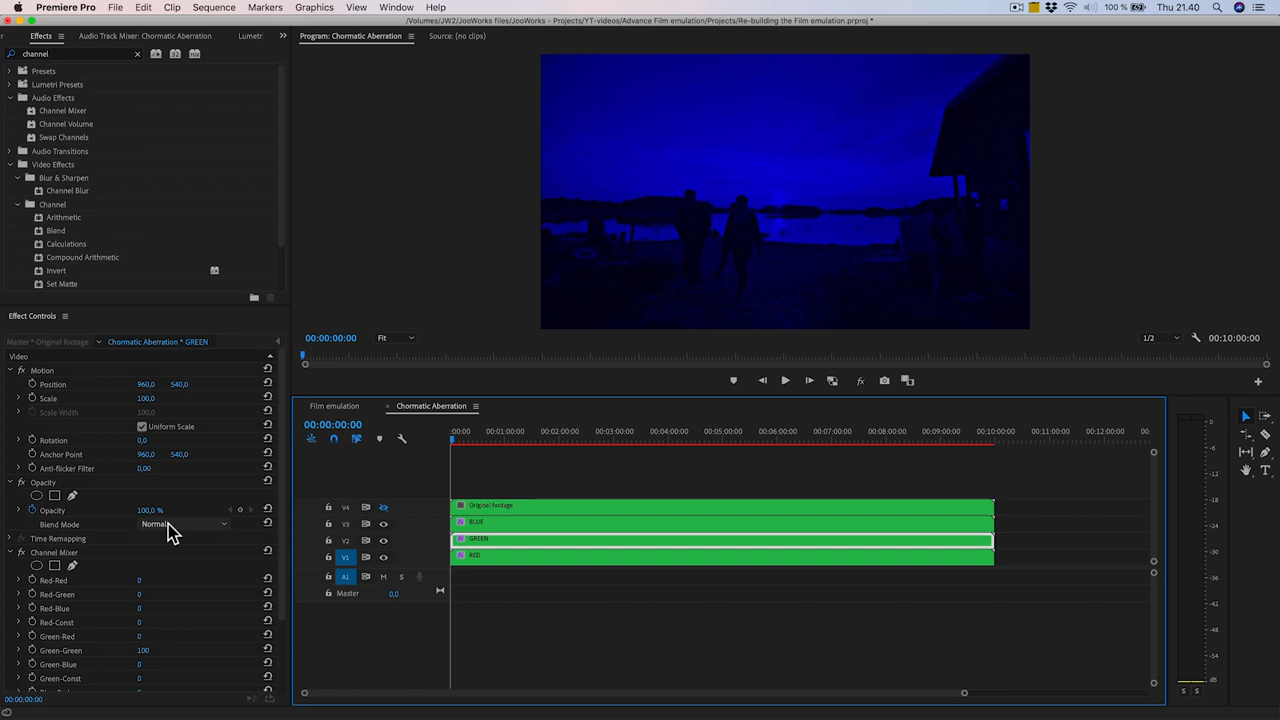 Premiere Pro File Edit Clip Sequence Markers Graphics View Window Help 100 % Thu 21.40
/Volumes/JW2/JooWorks files/JooWorks - Projects/YT-videos/Advance Film emulation/Projects/Re-building the Film emulation.prproj *
Effects Audio Track Mixer: Chormatic Aberration Lumetr
Program: Chormatic Aberration Source: (no clips)
channel
Presets
Lumetri Presets
Audio Effects
Channel Mixer
Channel Volume
Swap Channels
Audio Transitions
Video Effects
Blur & Sharpen
Channel Blur
Channel
Arithmetic
Blend
Calculations
Compound Arithmetic
Invert
Set Matte
Effect Controls
Master * Original footage Chormatic Aberration * GREEN
Video
fx Motion
Position 960,0 540,0
Scale 100,0
Scale Width 100,0
Uniform Scale
Rotation 0,0
Anchor Point 960,0 540,0
Anti-flicker Filter 0,00
fx Opacity
Opacity 100,0 %
Blend Mode Normal
Time Remapping
fx Channel Mixer
Red-Red 0
Red-Green 0
Red-Blue 0
Red-Const 0
Green-Red 0
Green-Green 100
Green-Blue 0
Green-Const 0
00:00:00:00
00:00:00:00 Fit 1/2 00:10:00:00
Film emulation Chormatic Aberration
00:00:00:00
:00:00 00:01:00:00 00:02:00:00 00:03:00:00 00:04:00:00 00:05:00:00 00:06:00:00 00:07:00:00 00:08:00:00 00:09:00:00 00:10:00:00 00:11:00:00 00:12:00:00 00:
V4 Original footage
V3 fx BLUE
V2 fx GREEN
V1 fx RED
A1 M S
Master 0,0
0
-6
-12
-18
-24
-30
-36
-42
-48
-54
dB
S S